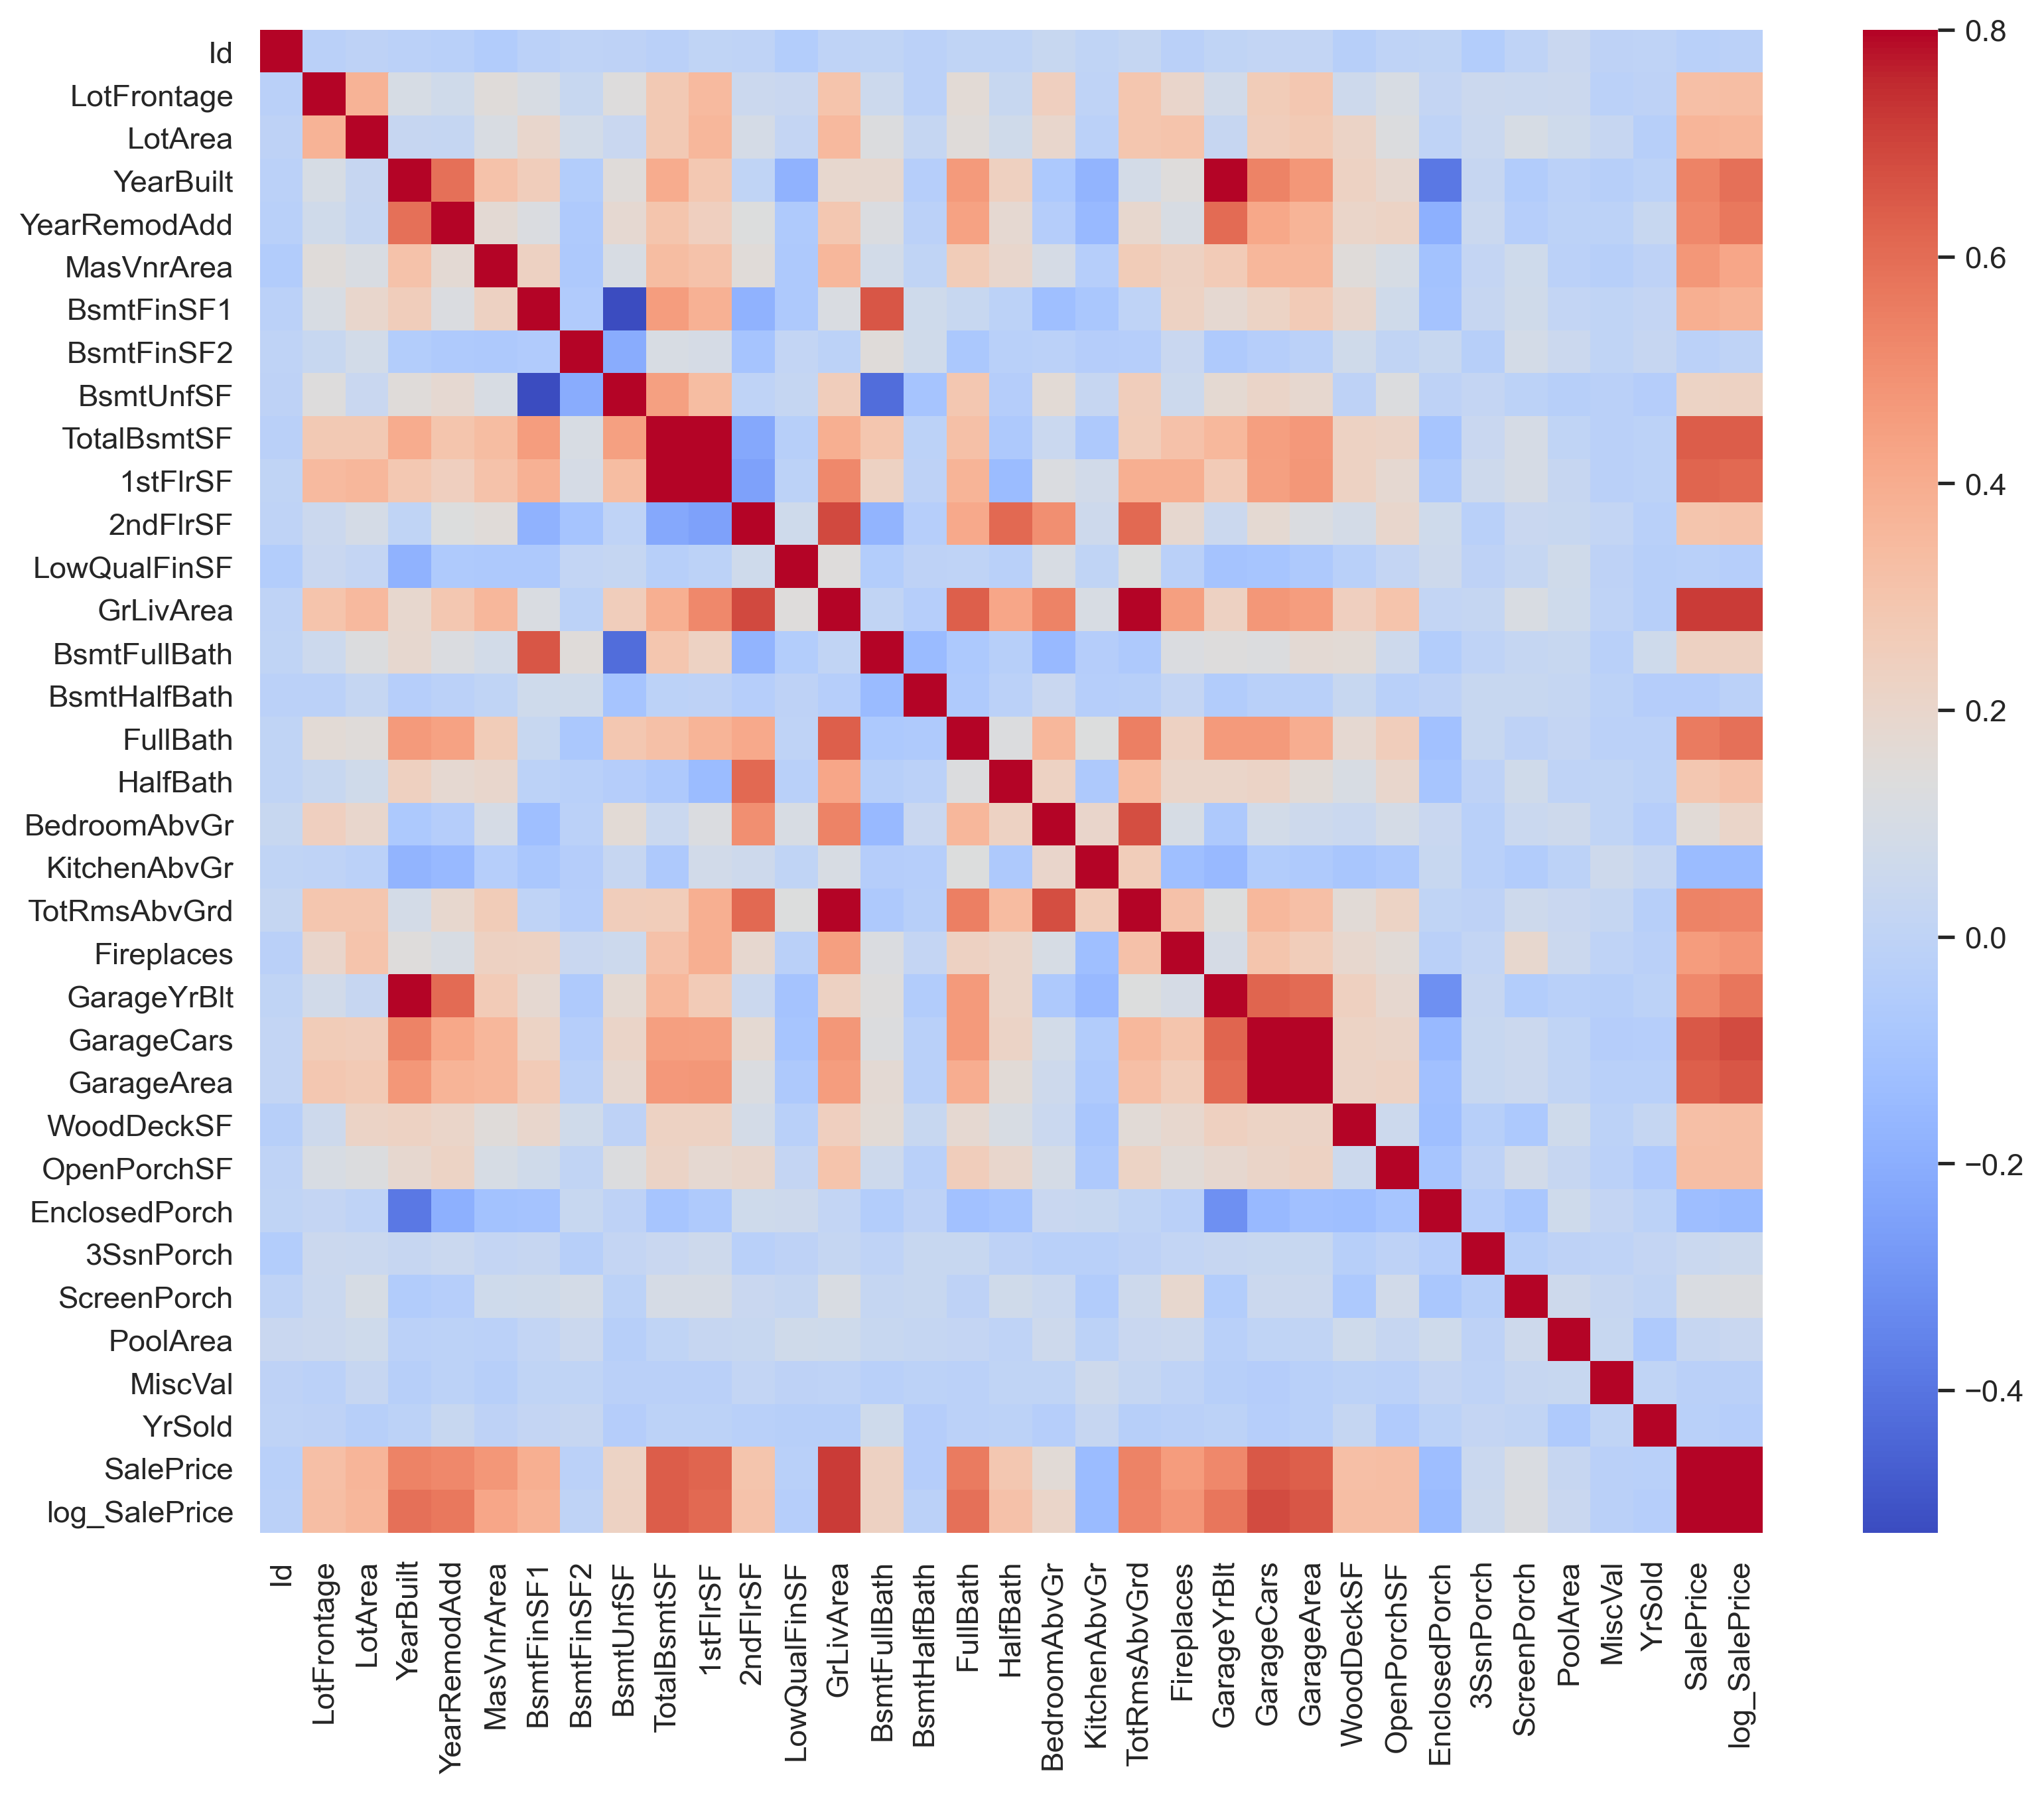 Id
LotFrontage
LotArea
YearBuilt
YearRemodAdd
MasVnrArea
BsmtFinSF1
BsmtFinSF2
BsmtUnfSF
TotalBsmtSF
1stFlrSF
2ndFlrSF
LowQualFinSF
GrLivArea
BsmtFullBath
BsmtHalfBath
FullBath
HalfBath
BedroomAbvGr
KitchenAbvGr
TotRmsAbvGrd
Fireplaces
GarageYrBlt
GarageCars
GarageArea
WoodDeckSF
OpenPorchSF
EnclosedPorch
3SsnPorch
ScreenPorch
PoolArea
MiscVal
YrSold
SalePrice
log_SalePrice
Id
LotFrontage
LotArea
YearBuilt
YearRemodAdd
MasVnrArea
BsmtFinSF1
BsmtFinSF2
BsmtUnfSF
TotalBsmtSF
1stFlrSF
2ndFlrSF
LowQualFinSF
GrLivArea
BsmtFullBath
BsmtHalfBath
FullBath
HalfBath
BedroomAbvGr
KitchenAbvGr
TotRmsAbvGrd
Fireplaces
GarageYrBlt
GarageCars
GarageArea
WoodDeckSF
OpenPorchSF
EnclosedPorch
3SsnPorch
ScreenPorch
PoolArea
MiscVal
YrSold
SalePrice
log_SalePrice
0.8
0.6
0.4
0.2
0.0
−0.2
−0.4